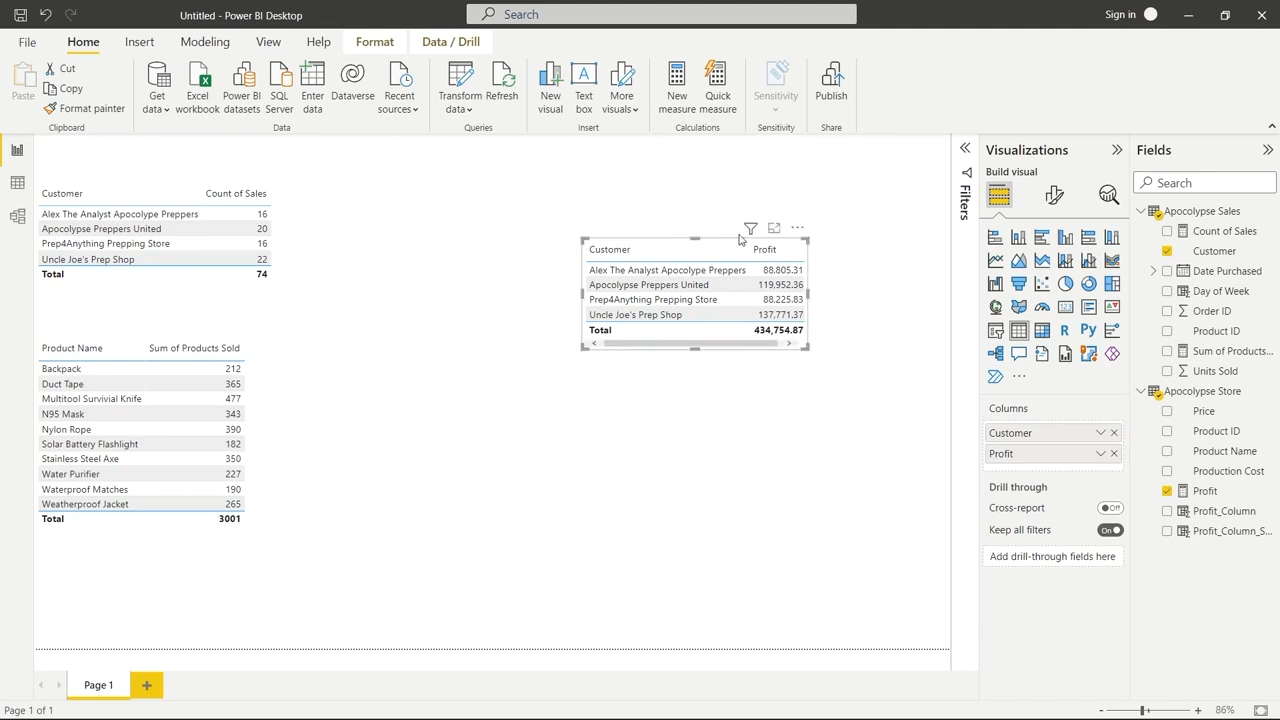 Untitled - Power BI Desktop
Search
Sign in
File
Home
Insert
Modeling
View
Help
Format
Data / Drill
Paste
Cut
Copy
Format painter
Clipboard
Get data
Excel workbook
Power BI datasets
SQL Server
Enter data
Dataverse
Recent sources
Data
Transform data
Refresh
Queries
New visual
Text box
More visuals
Insert
New measure
Quick measure
Calculations
Sensitivity
Sensitivity
Publish
Share
Customer Count of Sales
Alex The Analyst Apocolype Preppers 16
Apocolypse Preppers United 20
Prep4Anything Prepping Store 16
Uncle Joe's Prep Shop 22
Total 74
Product Name Sum of Products Sold
Backpack 212
Duct Tape 365
Multitool Survivial Knife 477
N95 Mask 343
Nylon Rope 390
Solar Battery Flashlight 182
Stainless Steel Axe 350
Water Purifier 227
Waterproof Matches 190
Weatherproof Jacket 265
Total 3001
Customer Profit
Alex The Analyst Apocolype Preppers 88,805.31
Apocolypse Preppers United 119,952.36
Prep4Anything Prepping Store 88,225.83
Uncle Joe's Prep Shop 137,771.37
Total 434,754.87
Filters
Visualizations
Build visual
R
Py
123
Columns
Customer
Profit
Drill through
Cross-report
Off
Keep all filters
On
Add drill-through fields here
Fields
Search
Apocolypse Sales
Count of Sales
Customer
Date Purchased
Day of Week
Order ID
Product ID
Sum of Products...
Units Sold
Apocolypse Store
Price
Product ID
Product Name
Production Cost
Profit
Profit_Column
Profit_Column_S...
Page 1
Page 1 of 1
86%